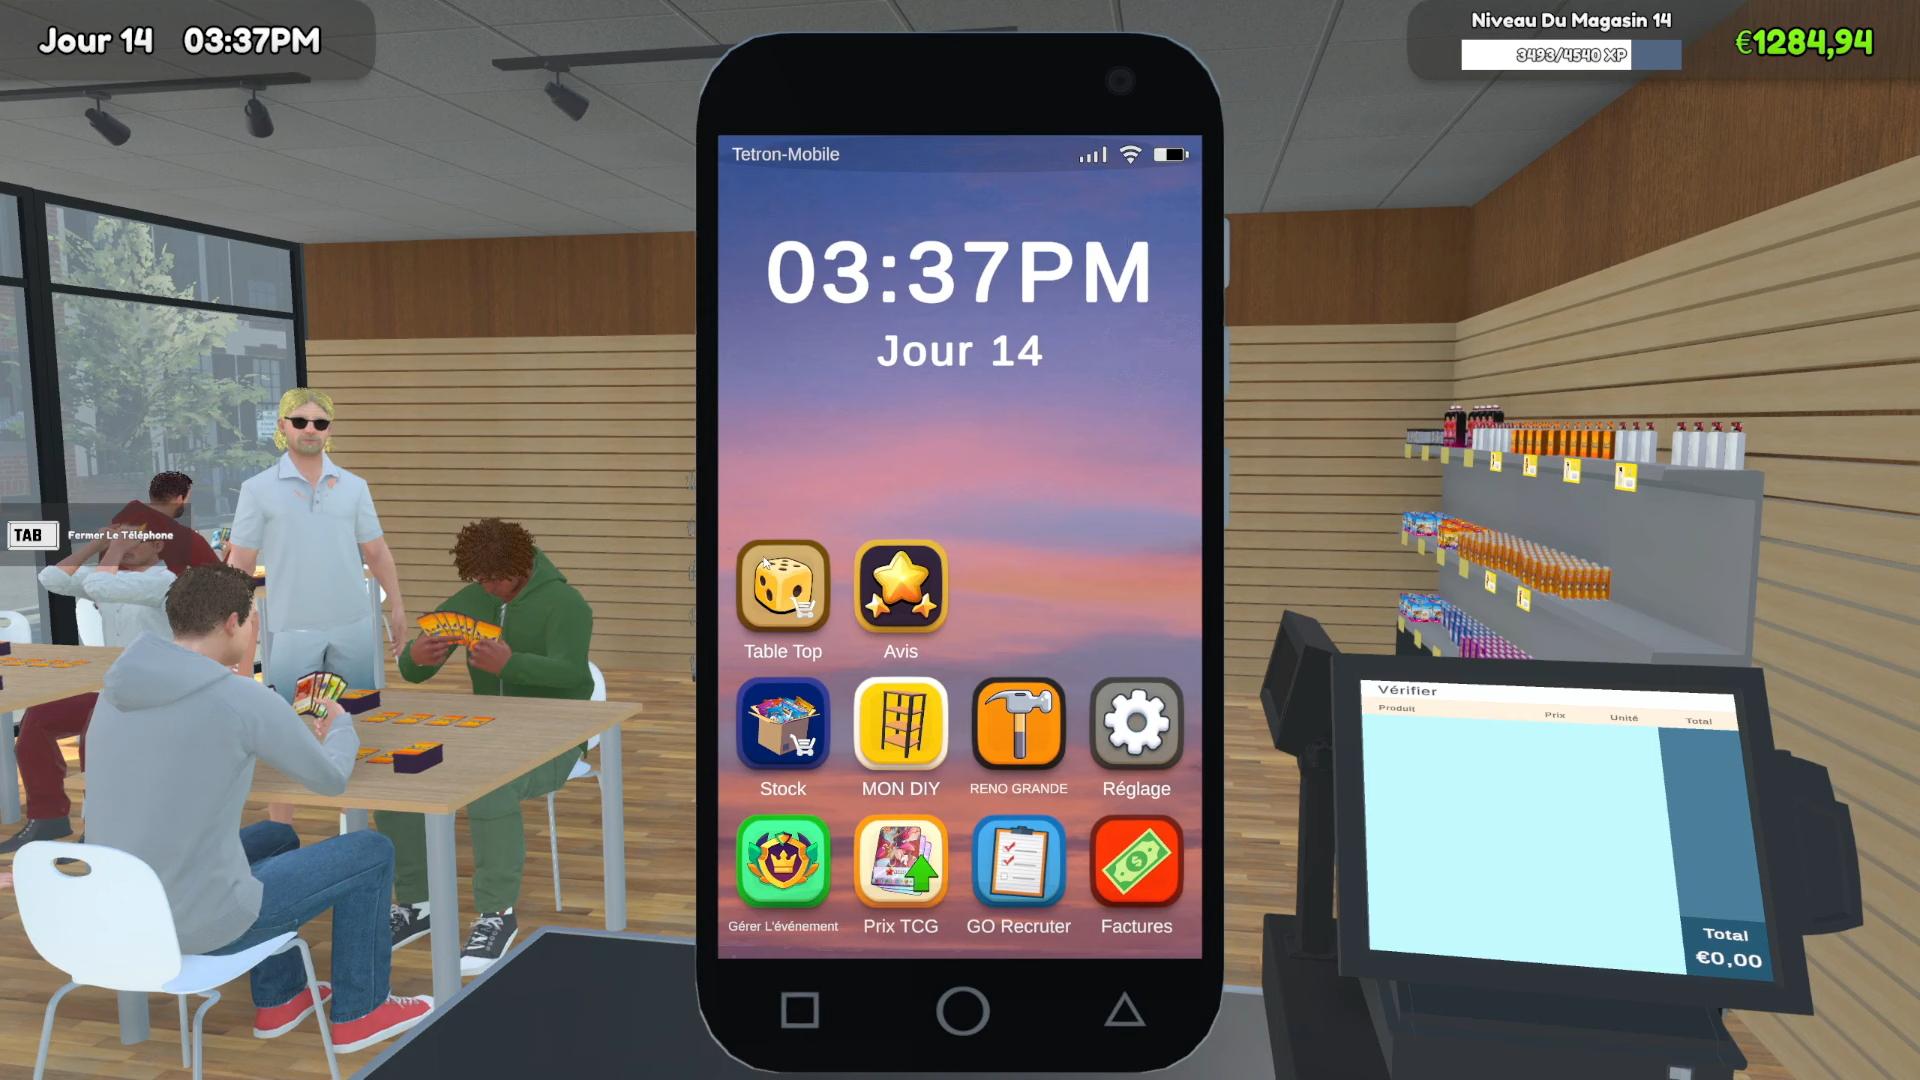 Jour 14 03:37PM
Niveau Du Magasin 14
3493/4540 XP
€1284,94
Tetron-Mobile
03:37PM
Jour 14
TAB Fermer Le Téléphone
Table Top
Avis
Stock
MON DIY
RENO GRANDE
Réglage
Gérer L'événement
Prix TCG
GO Recruter
Factures
Vérifier
Produit Prix Unité Total
Total
€0,00